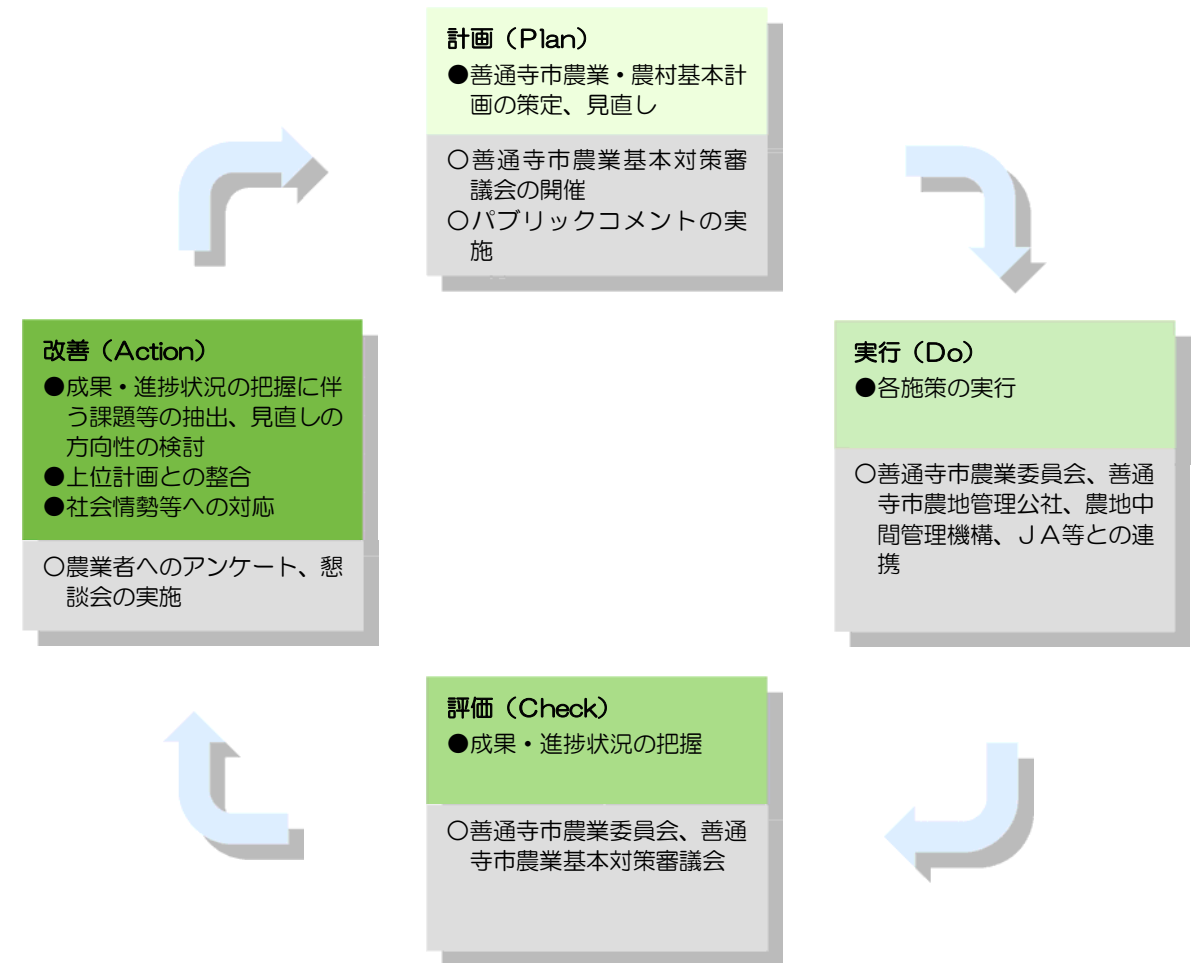 計画（Plan）
●善通寺市農業・農村基本計
画の策定、見直し
○善通寺市農業基本対策審
議会の開催
○パブリックコメントの実
施
改善（Action）
●成果・進捗状況の把握に伴
う課題等の抽出、見直しの
方向性の検討
●上位計画との整合
●社会情勢等への対応
○農業者へのアンケート、懇
談会の実施
実行（Do）
●各施策の実行
○善通寺市農業委員会、善通
寺市農地管理公社、農地中
間管理機構、ＪＡ等との連
携
評価（Check）
●成果・進捗状況の把握
○善通寺市農業委員会、善通
寺市農業基本対策審議会